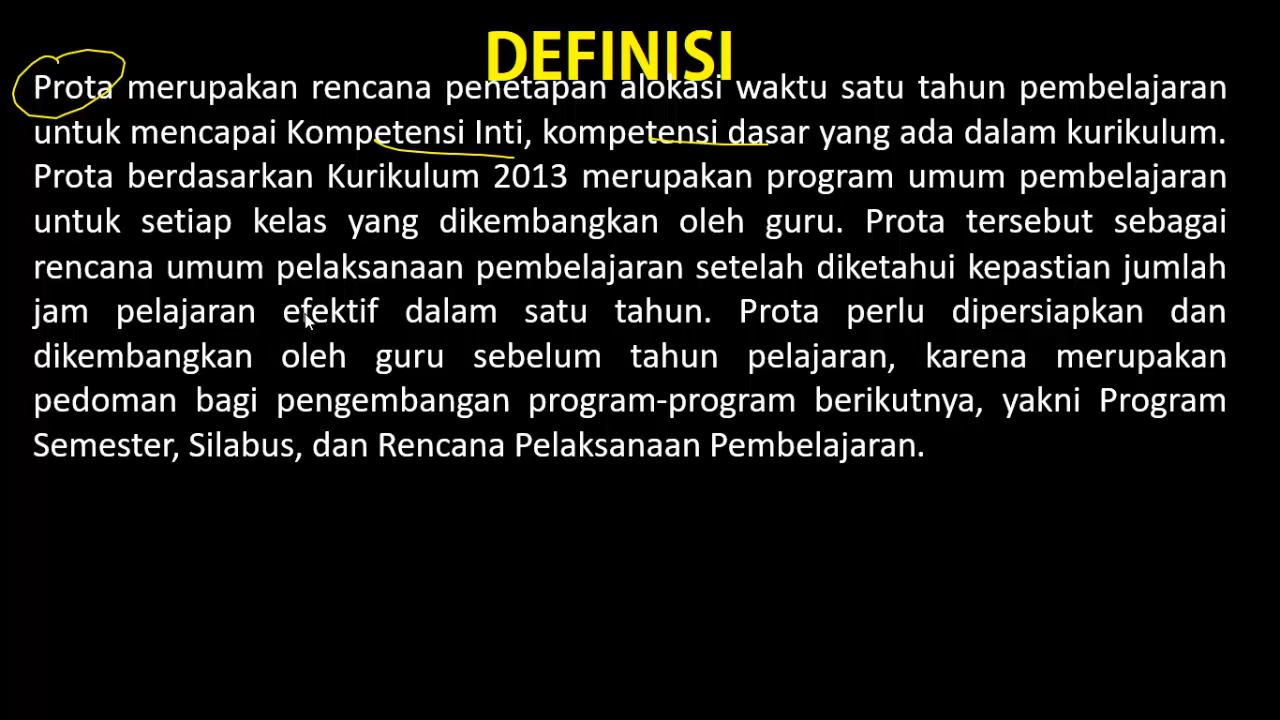 DEFINISI
Prota merupakan rencana penetapan alokasi waktu satu tahun pembelajaran
untuk mencapai Kompetensi Inti, kompetensi dasar yang ada dalam kurikulum.
Prota berdasarkan Kurikulum 2013 merupakan program umum pembelajaran
untuk setiap kelas yang dikembangkan oleh guru. Prota tersebut sebagai
rencana umum pelaksanaan pembelajaran setelah diketahui kepastian jumlah
jam pelajaran efektif dalam satu tahun. Prota perlu dipersiapkan dan
dikembangkan oleh guru sebelum tahun pelajaran, karena merupakan
pedoman bagi pengembangan program-program berikutnya, yakni Program
Semester, Silabus, dan Rencana Pelaksanaan Pembelajaran.